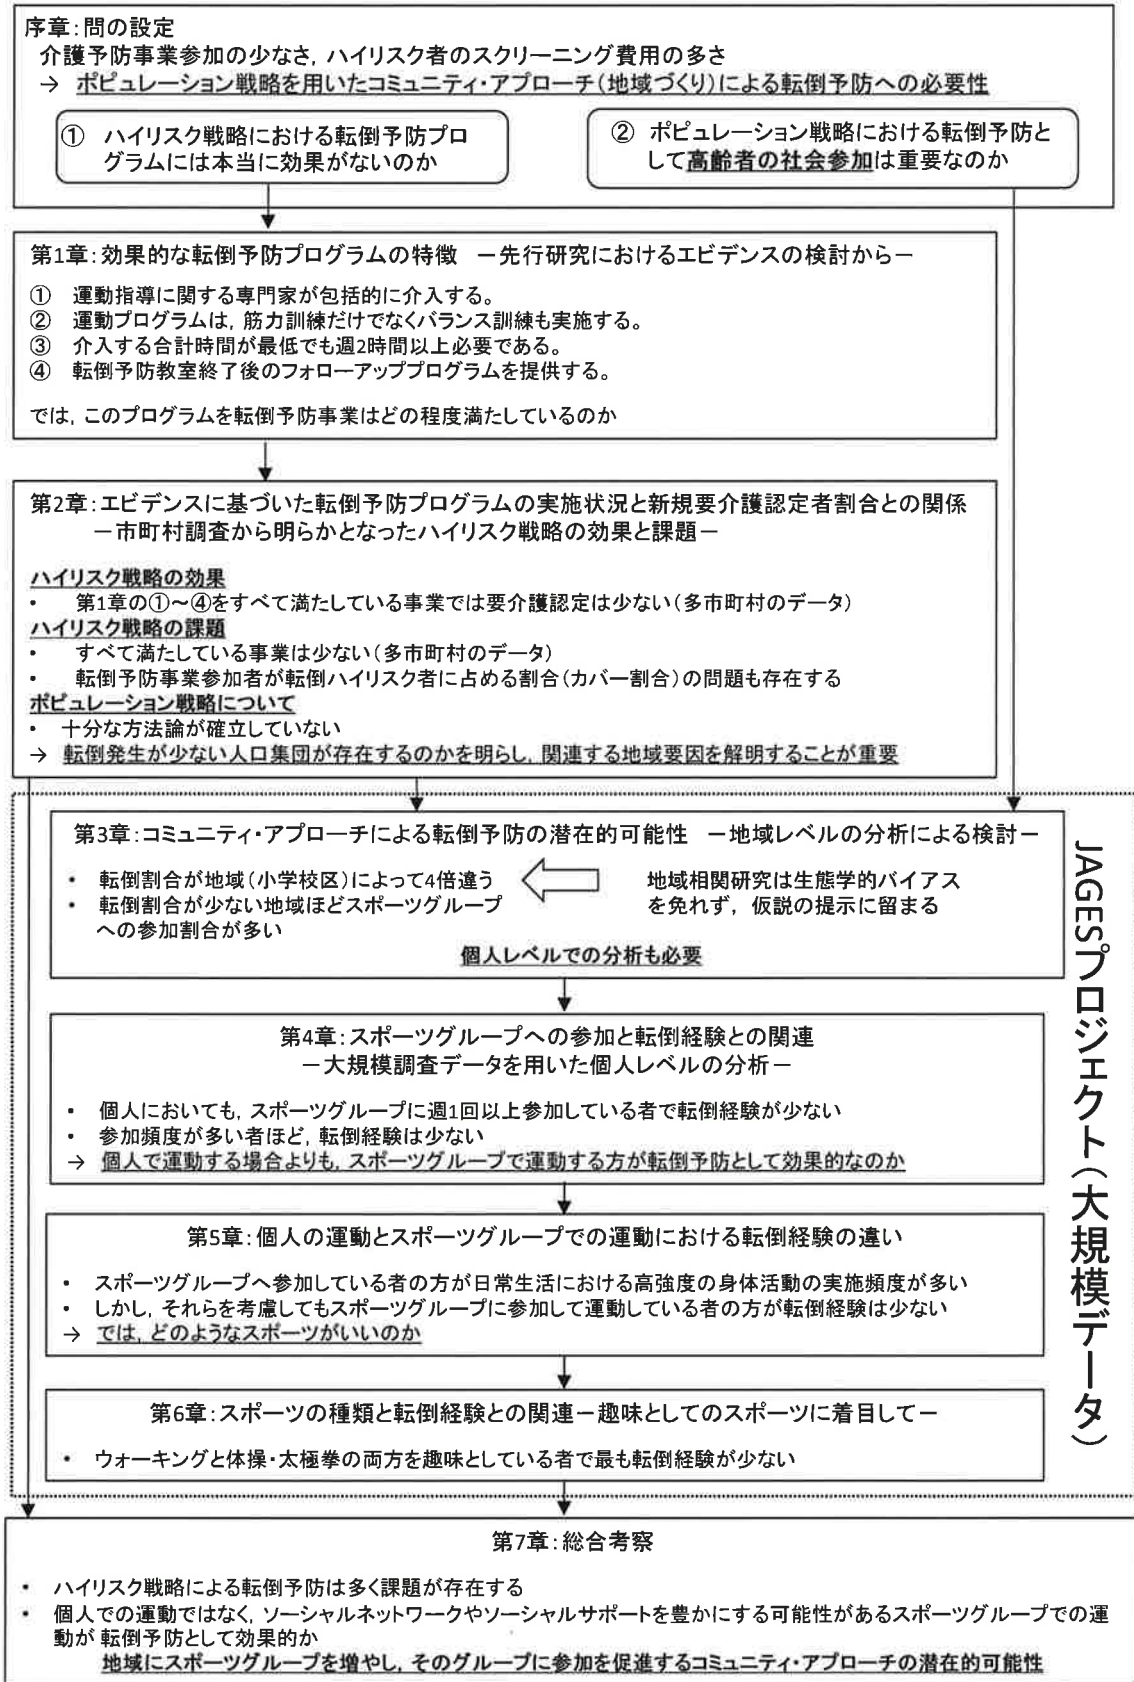 序章：問の設定
介護予防事業参加の少なさ，ハイリスク者のスクリーニング費用の多さ
→ ポピュレーション戦略を用いたコミュニティ・アプローチ（地域づくり）による転倒予防への必要性
① ハイリスク戦略における転倒予防プロ
グラムには本当に効果がないのか
② ポピュレーション戦略における転倒予防と
して高齢者の社会参加は重要なのか
第1章：効果的な転倒予防プログラムの特徴 －先行研究におけるエビデンスの検討から－
① 運動指導に関する専門家が包括的に介入する。
② 運動プログラムは，筋力訓練だけでなくバランス訓練も実施する。
③ 介入する合計時間が最低でも週2時間以上必要である。
④ 転倒予防教室終了後のフォローアッププログラムを提供する。
では，このプログラムを転倒予防事業はどの程度満たしているのか
第2章：エビデンスに基づいた転倒予防プログラムの実施状況と新規要介護認定者割合との関係
－市町村調査から明らかとなったハイリスク戦略の効果と課題－
ハイリスク戦略の効果
・ 第1章の①～④をすべて満たしている事業では要介護認定は少ない（多市町村のデータ）
ハイリスク戦略の課題
・ すべて満たしている事業は少ない（多市町村のデータ）
・ 転倒予防事業参加者が転倒ハイリスク者に占める割合（カバー割合）の問題も存在する
ポピュレーション戦略について
・ 十分な方法論が確立していない
→ 転倒発生が少ない人口集団が存在するのかを明らし，関連する地域要因を解明することが重要
第3章：コミュニティ・アプローチによる転倒予防の潜在的可能性 －地域レベルの分析による検討－
・ 転倒割合が地域（小学校区）によって4倍違う
・ 転倒割合が少ない地域ほどスポーツグループ
への参加割合が多い
地域相関研究は生態学的バイアス
を免れず，仮説の提示に留まる
個人レベルでの分析も必要
JAGESプロジェクト（大規模データ）
第4章：スポーツグループへの参加と転倒経験との関連
－大規模調査データを用いた個人レベルの分析－
・ 個人においても，スポーツグループに週1回以上参加している者で転倒経験が少ない
・ 参加頻度が多い者ほど，転倒経験は少ない
→ 個人で運動する場合よりも，スポーツグループで運動する方が転倒予防として効果的なのか
第5章：個人の運動とスポーツグループでの運動における転倒経験の違い
・ スポーツグループへ参加している者の方が日常生活における高強度の身体活動の実施頻度が多い
・ しかし，それらを考慮してもスポーツグループに参加して運動している者の方が転倒経験は少ない
→ では，どのようなスポーツがいいのか
第6章：スポーツの種類と転倒経験との関連－趣味としてのスポーツに着目して－
・ ウォーキングと体操・太極拳の両方を趣味としている者で最も転倒経験が少ない
第7章：総合考察
・ ハイリスク戦略による転倒予防は多く課題が存在する
・ 個人での運動ではなく，ソーシャルネットワークやソーシャルサポートを豊かにする可能性があるスポーツグループでの運
動が 転倒予防として効果的か
地域にスポーツグループを増やし，そのグループに参加を促進するコミュニティ・アプローチの潜在的可能性